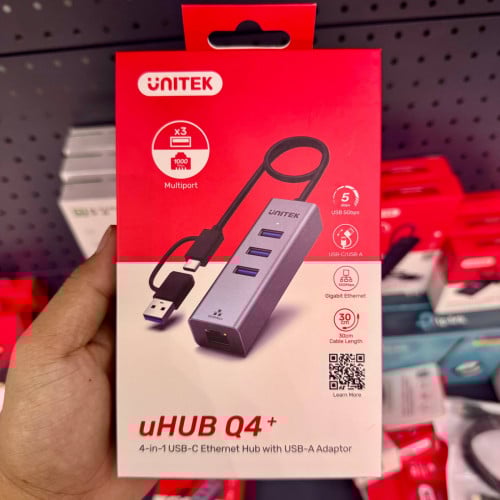 UNITEK
x3
1000
Multiport
UNITEK
5
Gbps
USB 5Gbps
USB-C/USB-A
Gigabit Ethernet
30
cm
30cm
Cable Length
Learn More
uHUB Q4+
4-in-1 USB-C Ethernet Hub with USB-A Adaptor